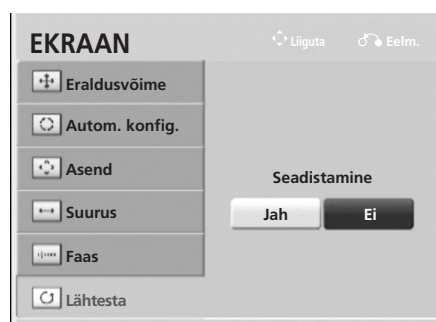 EKRAAN
Liiguta
Eelm.
Eraldusvõime
Autom. konfig.
Asend
Suurus
Faas
Lähtesta
Seadistamine
Jah
Ei